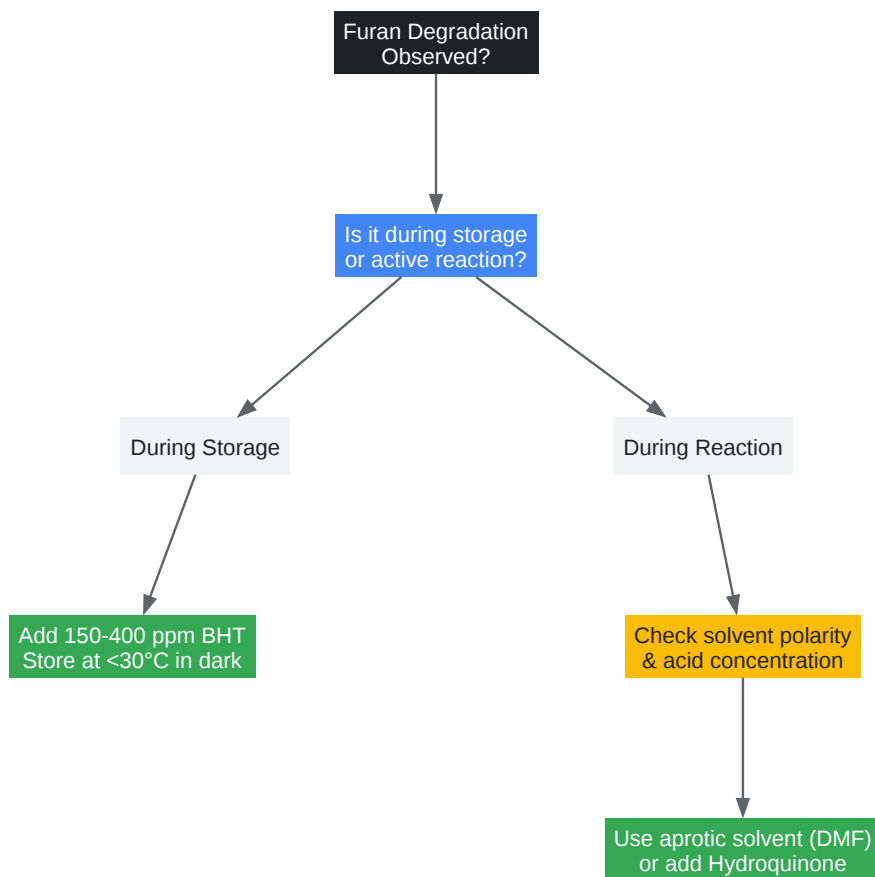 Furan Degradation
Observed?
Is it during storage
or active reaction?
During Storage
During Reaction
Add 150-400 ppm BHT
Store at <30°C in dark
Check solvent polarity
& acid concentration
Use aprotic solvent (DMF)
or add Hydroquinone